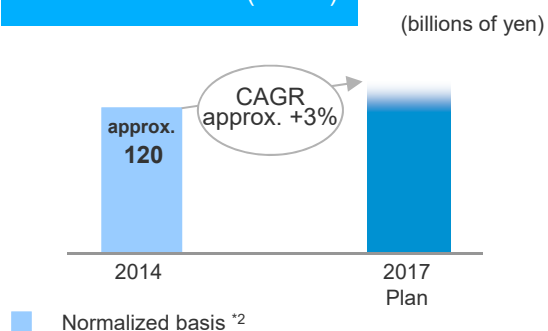 (billions of yen)
CAGR
approx. +3%
approx.
120
2014
2017
Plan
Normalized basis *2